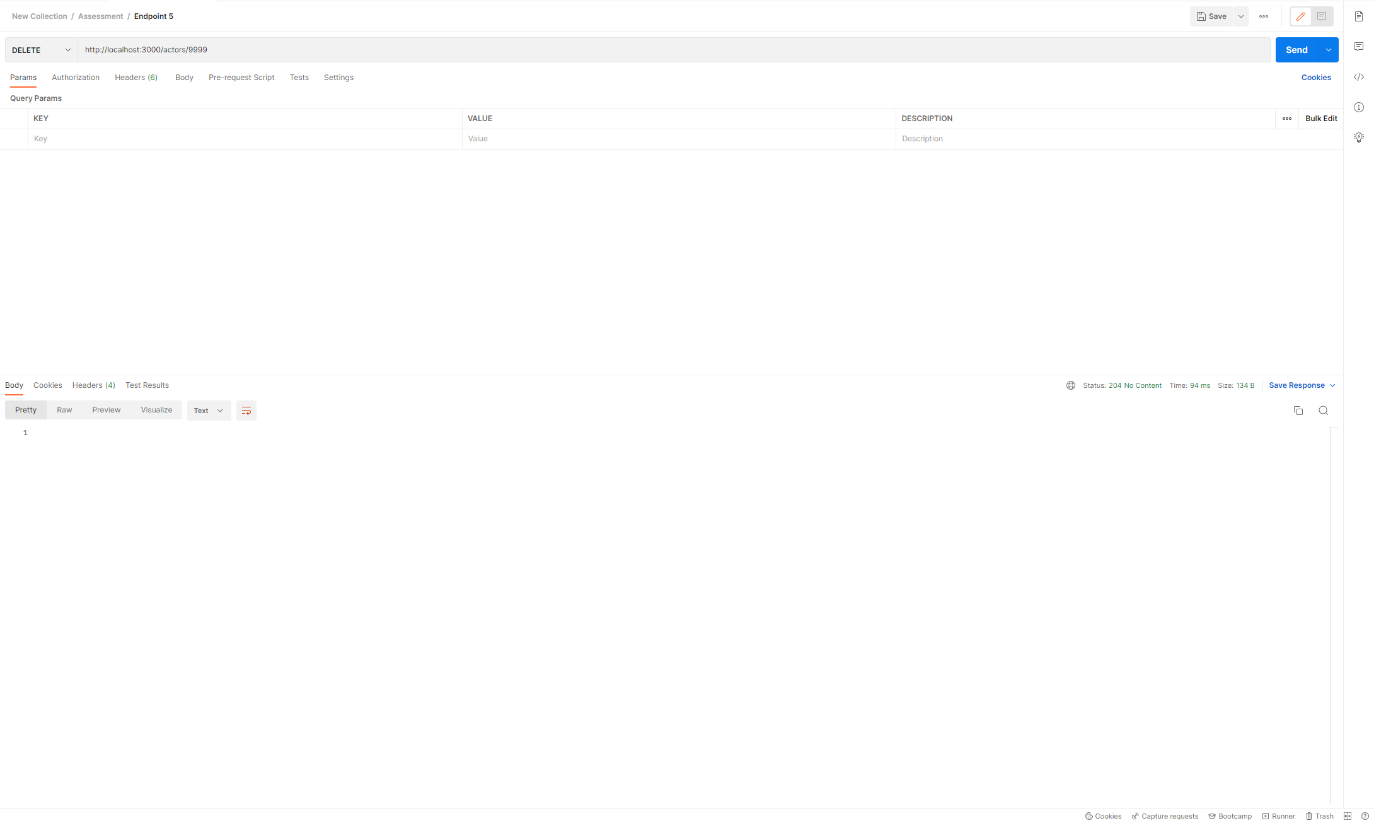 New Collection / Assessment / Endpoint 5
Save
DELETE
http://localhost:3000/actors/9999
Send
Params Authorization Headers (6) Body Pre-request Script Tests Settings Cookies
Query Params
KEY VALUE DESCRIPTION Bulk Edit
Key Value Description
Body Cookies Headers (4) Test Results Status: 204 No Content Time: 94 ms Size: 134 B Save Response
Pretty Raw Preview Visualize Text
1
Cookies Capture requests Bootcamp Runner Trash